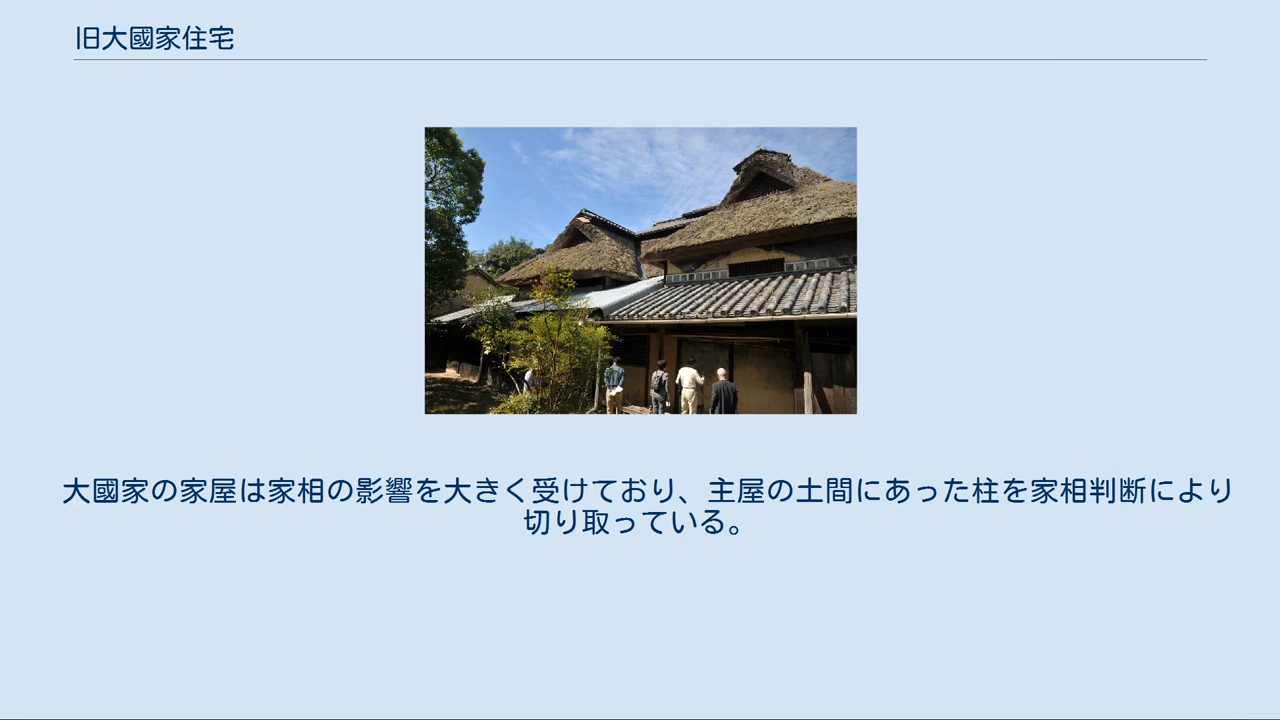 旧大國家住宅
大國家の家屋は家相の影響を大きく受けており、主屋の土間にあった柱を家相判断により
切り取っている。